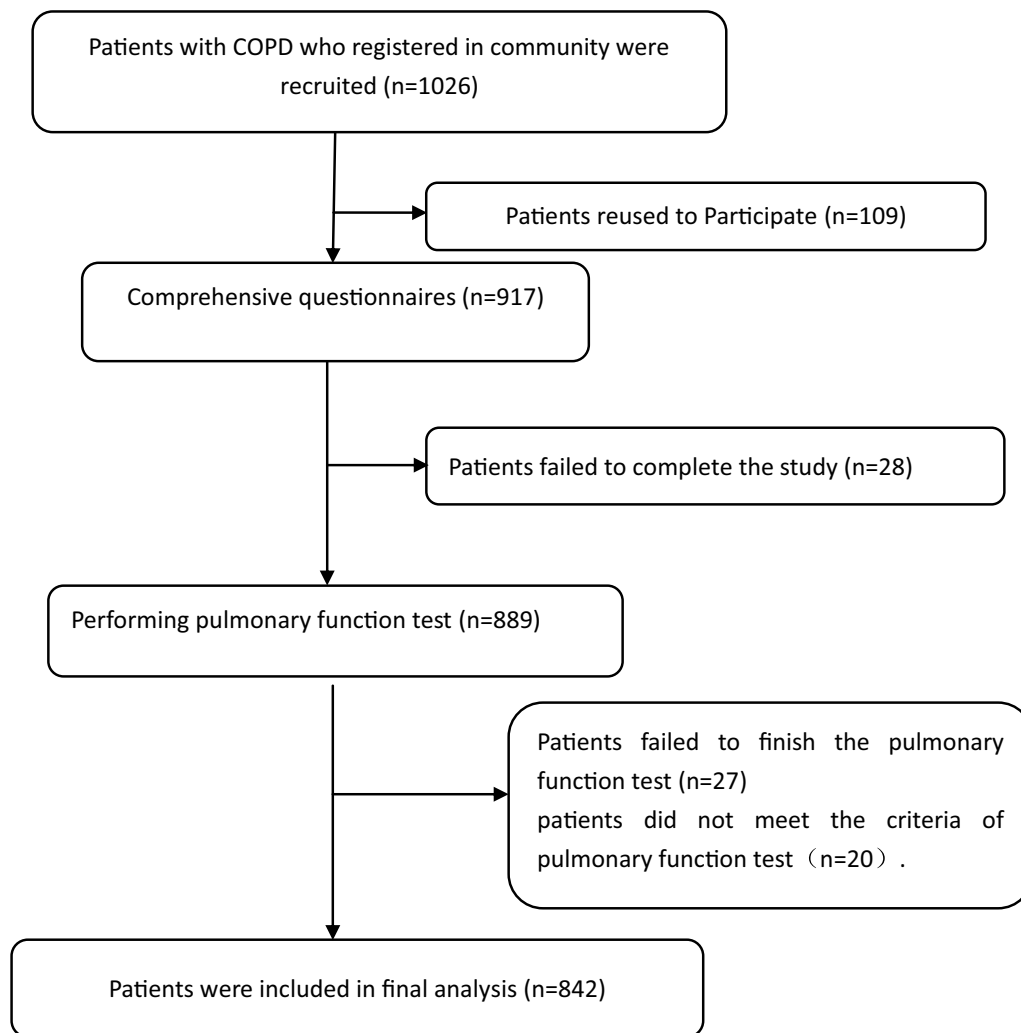 Patients with COPD who registered in community were
recruited (n=1026)
Patients reused to Participate (n=109)
Comprehensive questionnaires (n=917)
Patients failed to complete the study (n=28)
Performing pulmonary function test (n=889)
Patients failed to finish the pulmonary
function test (n=27)
patients did not meet the criteria of
pulmonary function test（n=20）.
Patients were included in final analysis (n=842)